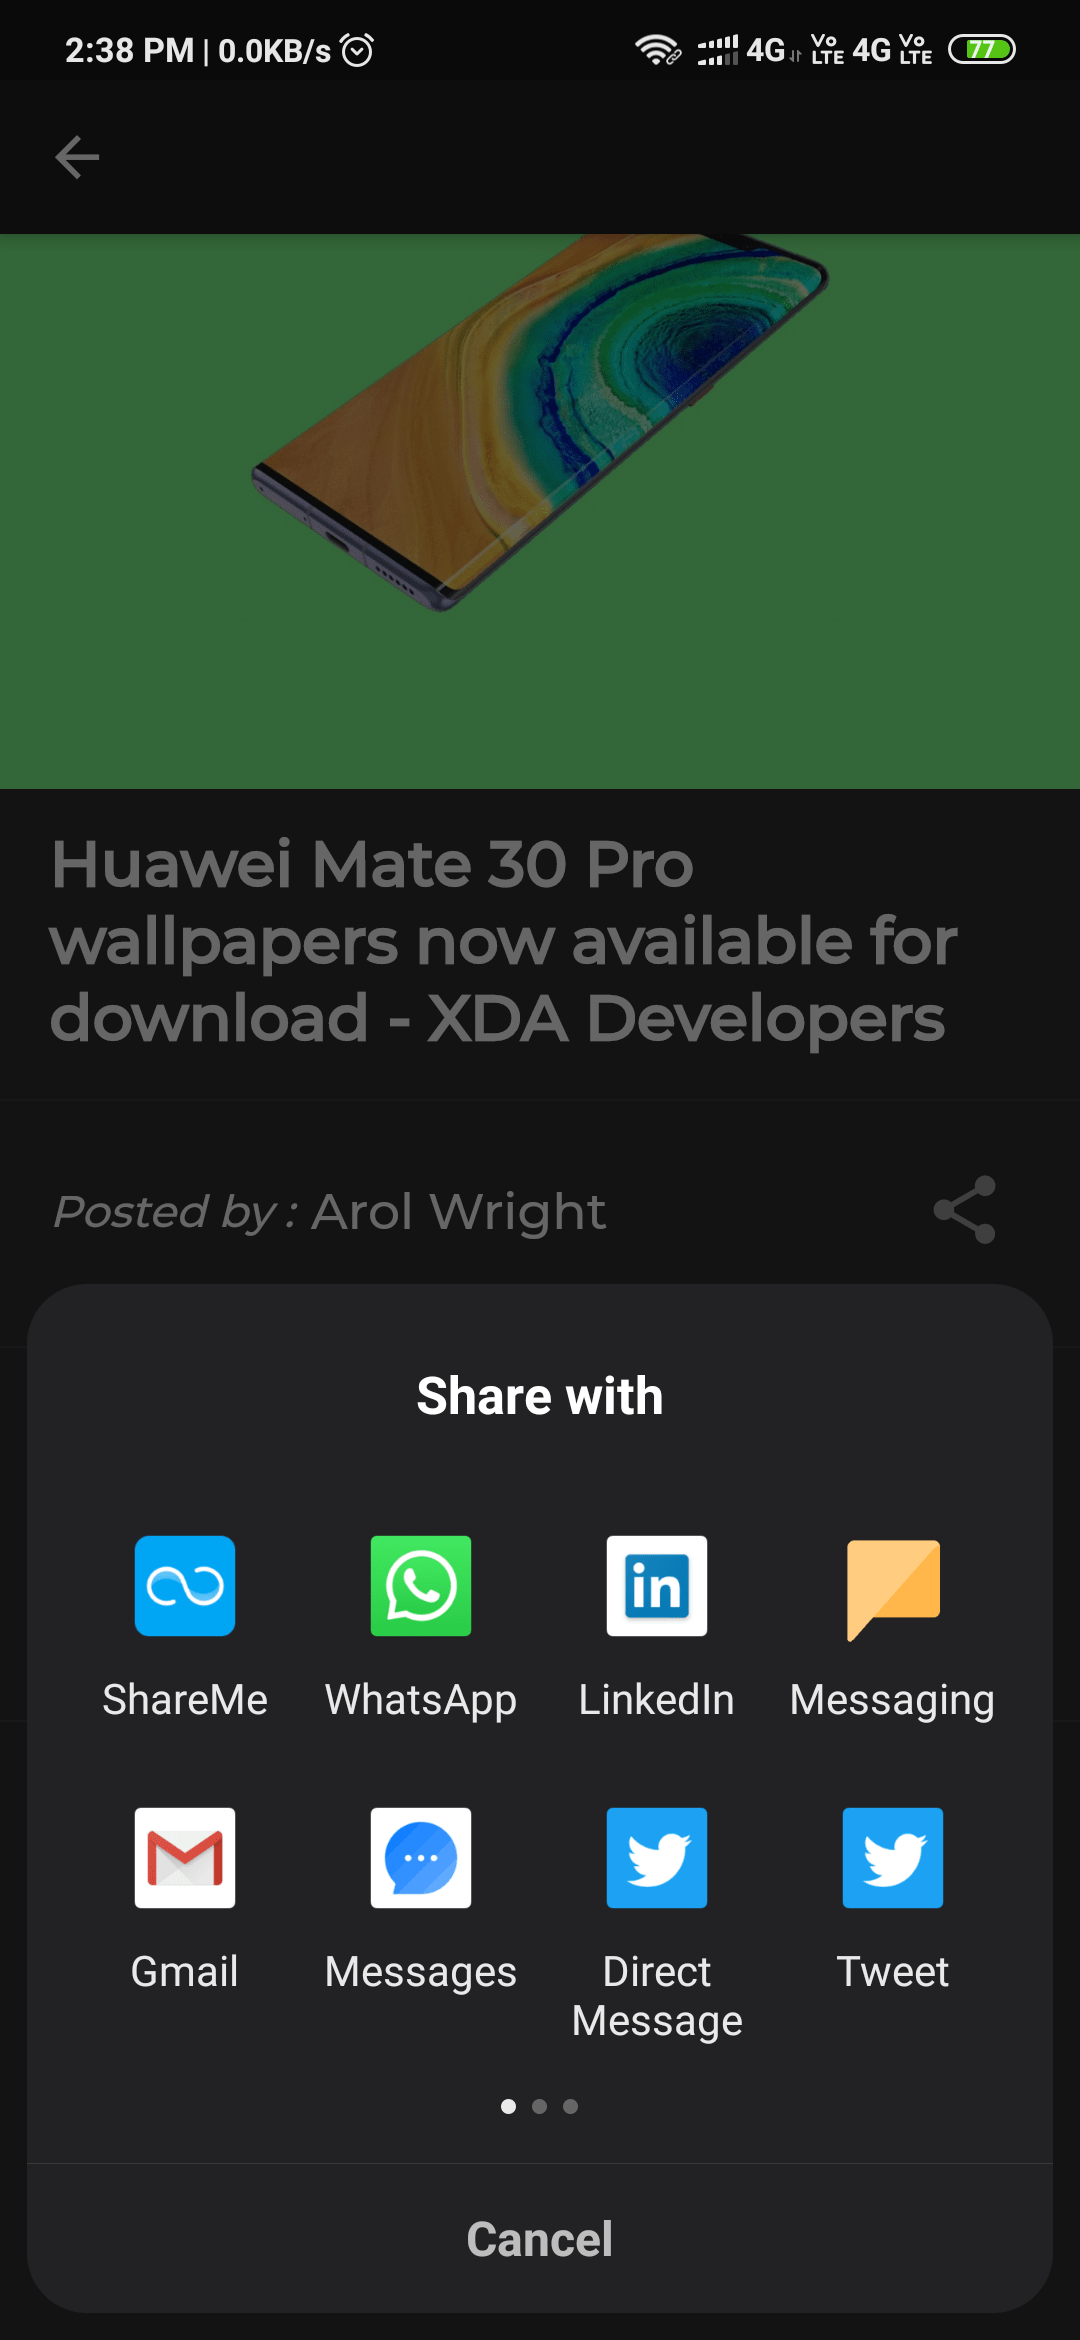 2:38 PM | 0.0KB/s 4G Vo LTE 4G Vo LTE 77
Huawei Mate 30 Pro
wallpapers now available for
download - XDA Developers
Posted by : Arol Wright
Share with
ShareMe WhatsApp LinkedIn Messaging
Gmail Messages Direct Message Tweet
Cancel